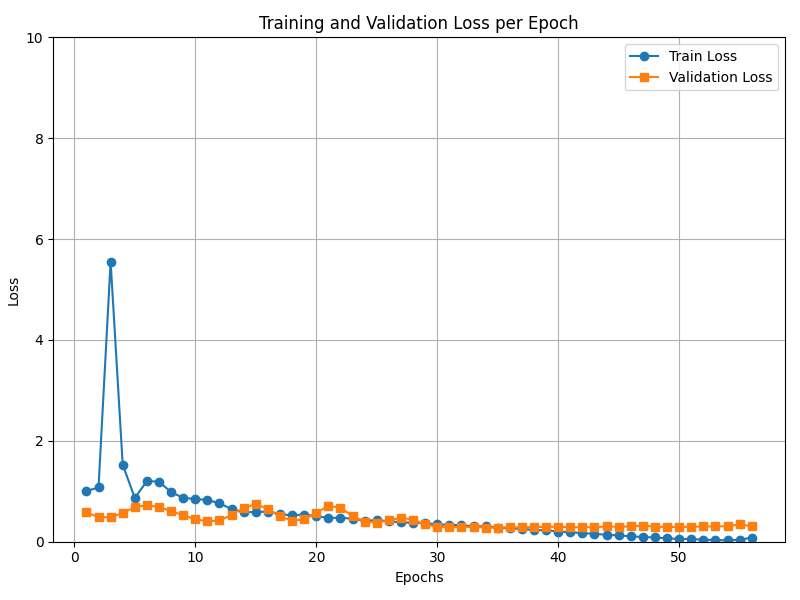 Training and Validation Loss per Epoch
Train Loss
Validation Loss
10
8
6
4
2
0
Loss
0 10 20 30 40 50
Epochs